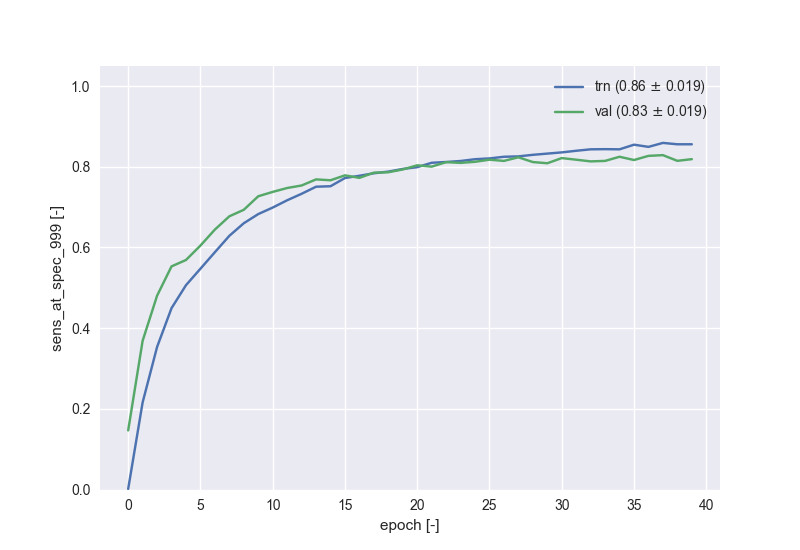 trn (0.86 ± 0.019)
val (0.83 ± 0.019)
sens_at_spec_999 [-]
1.0
0.8
0.6
0.4
0.2
0.0
0 5 10 15 20 25 30 35 40
epoch [-]